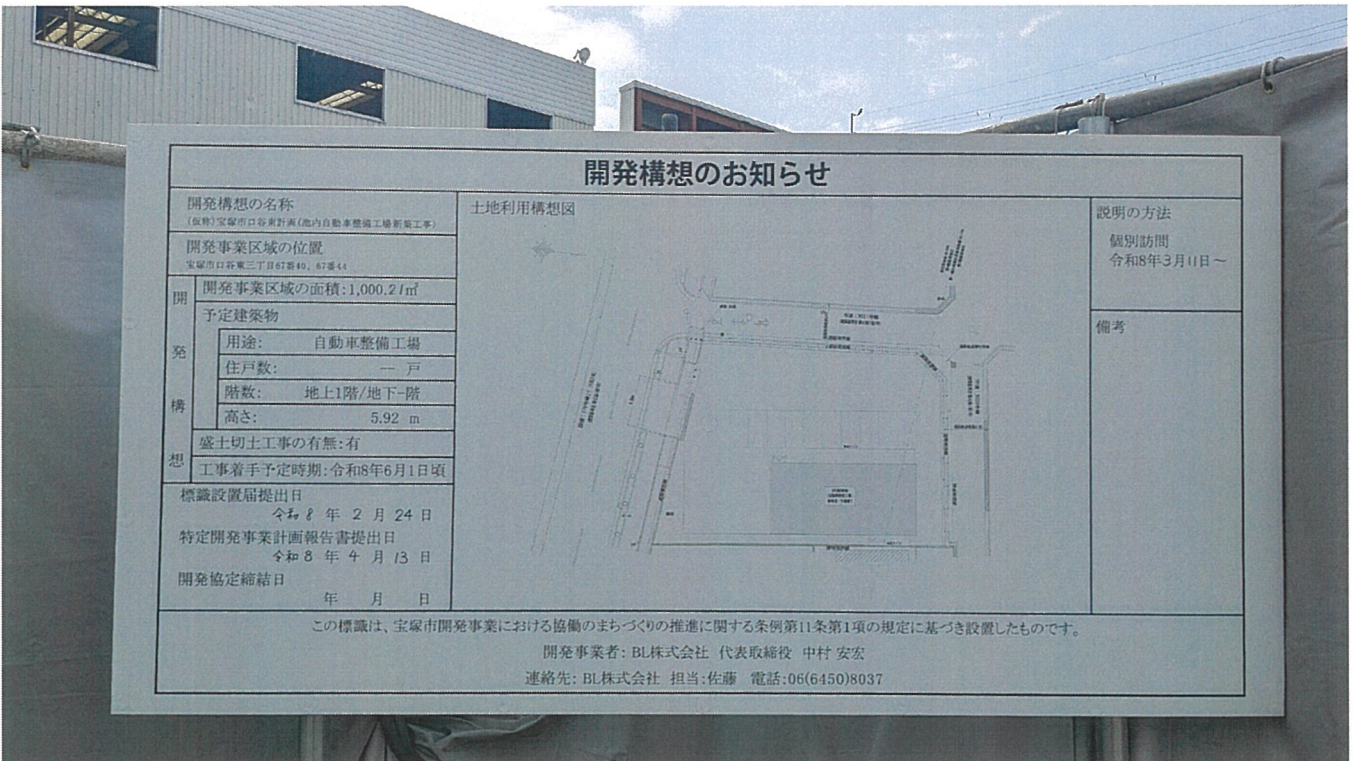 開発構想のお知らせ
開発構想の名称
(仮称)宝塚市口谷東計画(池内自動車整備工場新築工事)
開発事業区域の位置
宝塚市口谷東三丁目67番40、67番44
開発構想
開発事業区域の面積:1,000.21㎡
予定建築物
用途: 自動車整備工場
住戸数: ― 戸
階数: 地上1階/地下-階
高さ: 5.92 m
盛土切土工事の有無:有
工事着手予定時期:令和8年6月1日頃
標識設置届提出日
令和 8 年 2 月 24 日
特定開発事業計画報告書提出日
令和 8 年 4 月 13 日
開発協定締結日
年 月 日
土地利用構想図
説明の方法
個別訪問
令和8年3月11日~
備考
この標識は、宝塚市開発事業における協働のまちづくりの推進に関する条例第11条第1項の規定に基づき設置したものです。
開発事業者: BL株式会社 代表取締役 中村 安宏
連絡先: BL株式会社 担当:佐藤 電話:06(6450)8037